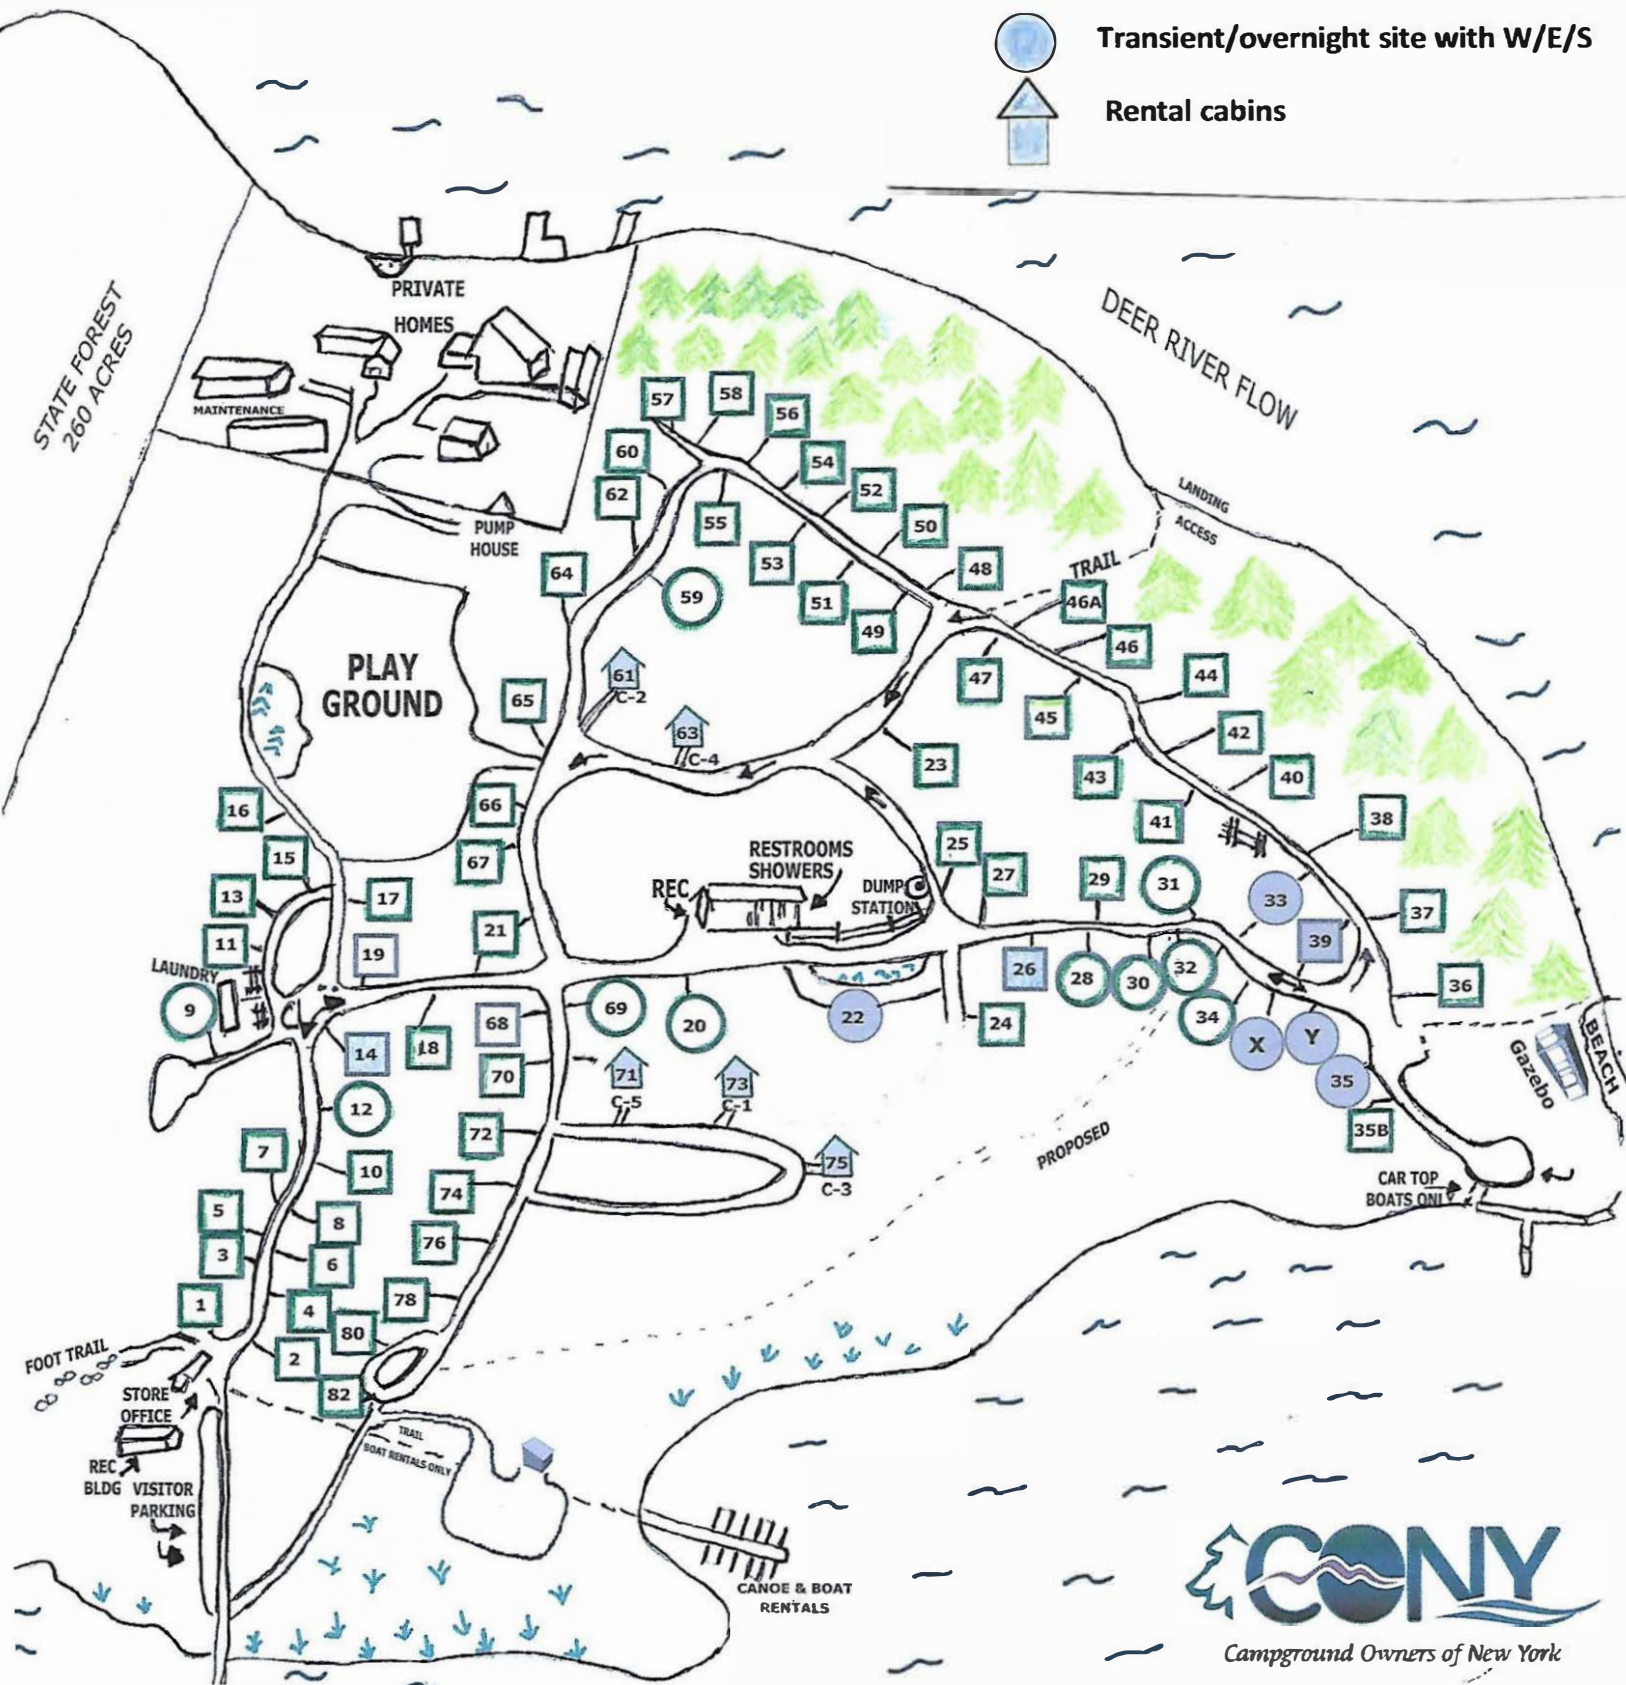 Transient/overnight site with W/E/S
Rental cabins
PRIVATE
HOMES
MAINTENANCE
STATE FOREST
260 ACRES
DEER RIVER FLOW
LANDING
ACCESS
TRAIL
PUMP
HOUSE
57
58
56
60
54
62
52
55
50
53
48
64
59
51
46A
49
46
47
44
61
C-2
45
42
63
C-4
65
23
43
40
PLAY
GROUND
16
66
41
38
15
67
RESTROOMS
SHOWERS
REC
DUMP
STATION
25
27
29
31
33
37
13
17
11
19
21
39
LAUNDRY
9
26
28
30
32
36
69
20
22
24
34
X
Y
35
35B
68
14
18
70
71
C-5
73
C-1
12
72
75
C-3
7
10
74
5
8
76
3
6
1
4
78
80
2
82
PROPOSED
Gazebo
BEACH
CAR TOP
BOATS ONLY
FOOT TRAIL
STORE
OFFICE
REC
BLDG
VISITOR
PARKING
TRAIL
BOAT RENTALS ONLY
CANOE & BOAT
RENTALS
CONY
Campground Owners of New York